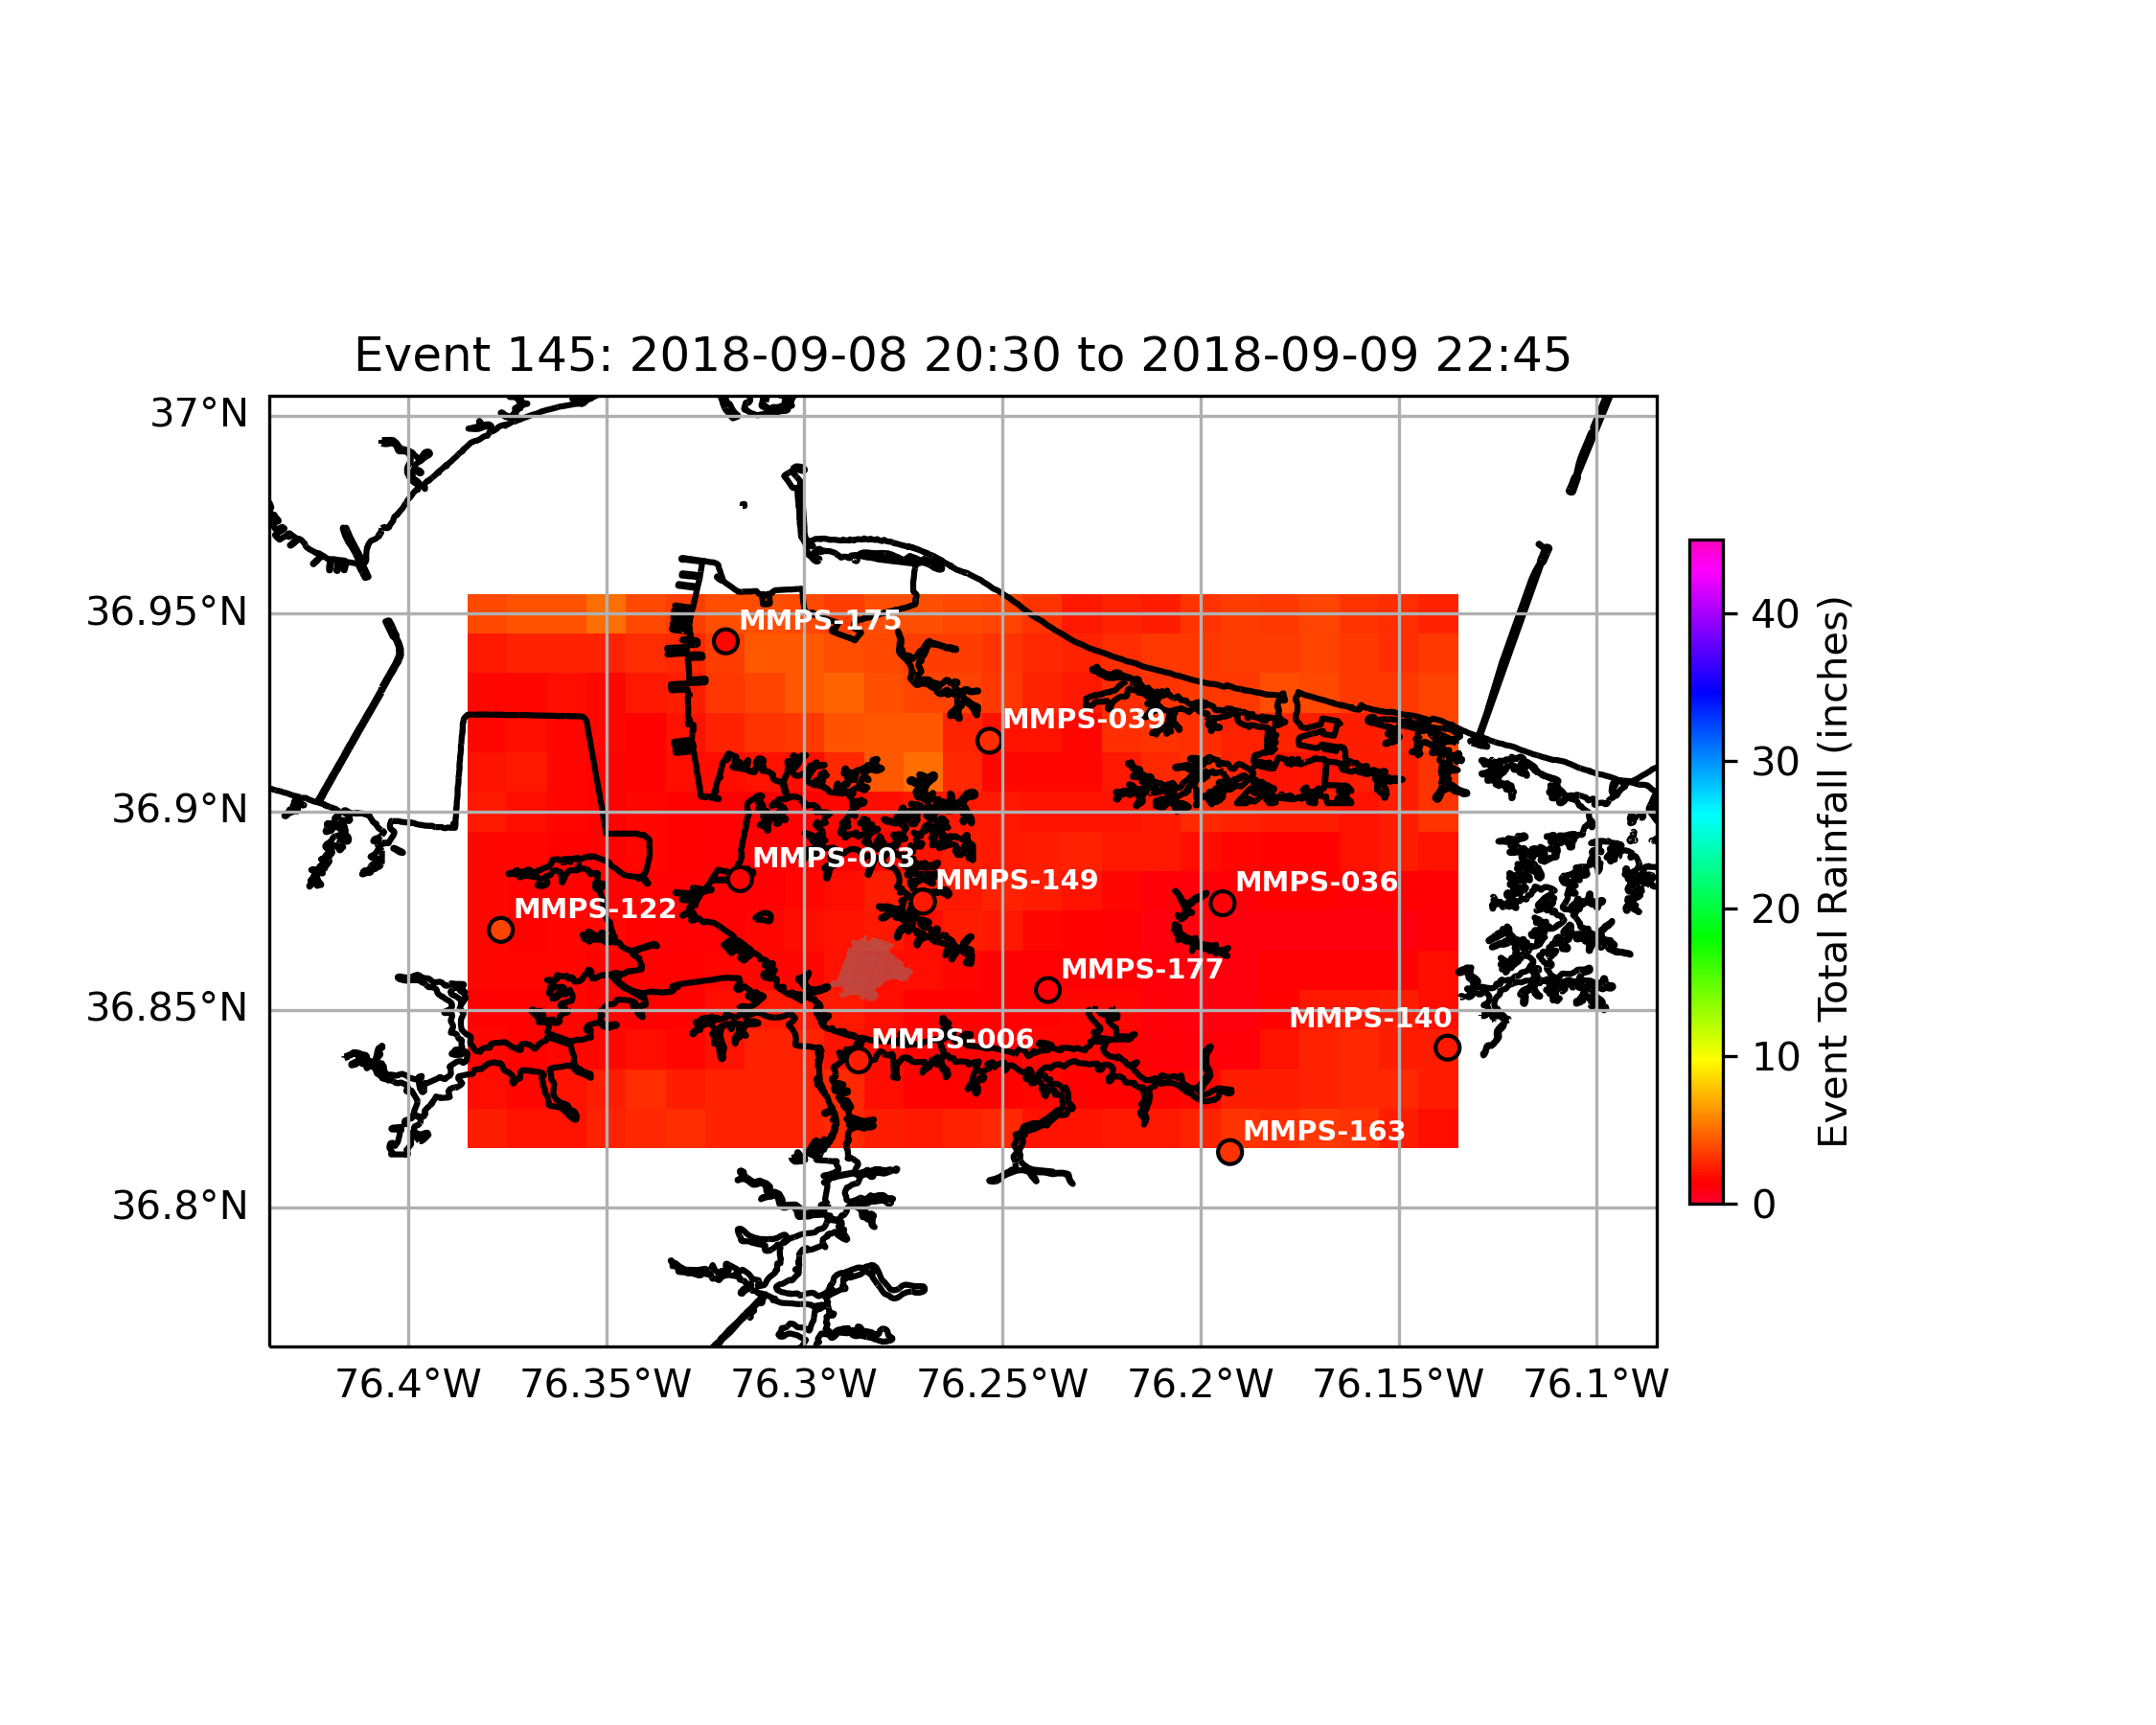 Event 145: 2018-09-08 20:30 to 2018-09-09 22:45
37°N
36.95°N
36.9°N
36.85°N
36.8°N
MMPS-175
MMPS-039
MMPS-003
MMPS-149
MMPS-036
MMPS-122
MMPS-177
MMPS-140
MMPS-006
MMPS-163
76.4°W 76.35°W 76.3°W 76.25°W 76.2°W 76.15°W 76.1°W
40
30
20
10
0
Event Total Rainfall (inches)